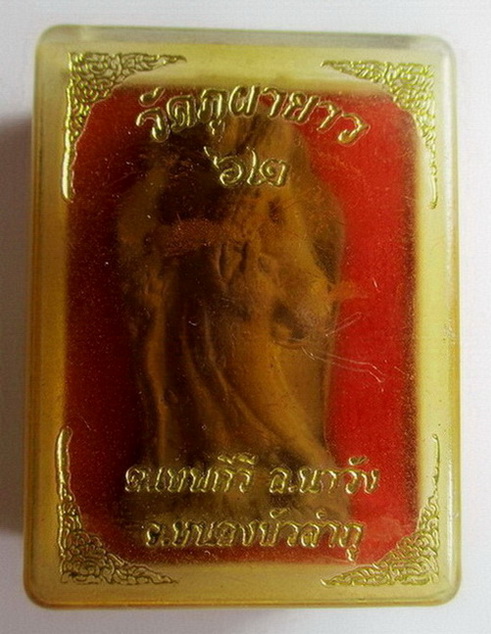 วัดภูผายาว
๖๒
ต.เทพคีรี อ.นาวัง
จ.หนองบัวลำภู